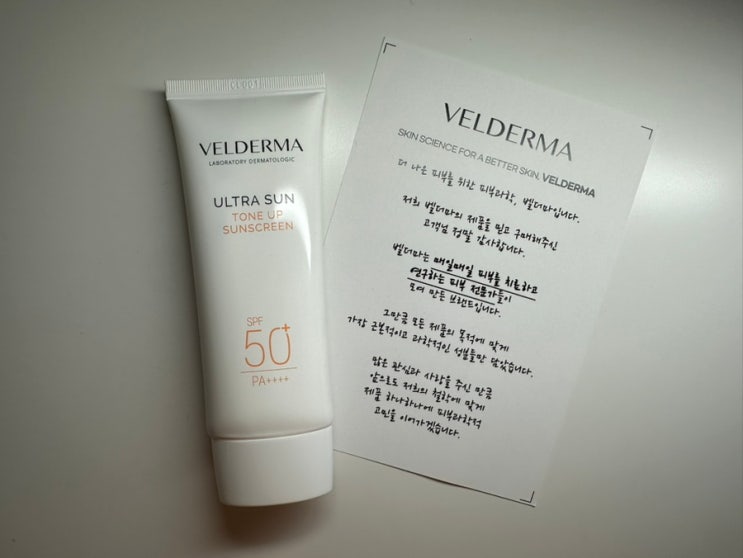 VELDERMA
LABORATORY DERMATOLOGIC
ULTRA SUN
TONE UP
SUNSCREEN
SPF
50+
PA++++
VELDERMA
SKIN SCIENCE FOR A BETTER SKIN, VELDERMA
더 나은 피부를 위한 피부과학, 벨더마입니다.
저희 벨더마의 제품을 믿고 구매해주신
고객님 정말 감사합니다.
벨더마는 매일매일 피부를 치료하고
연구하는 피부 전문가들이
모여 만든 브랜드입니다.
그만큼 모든 제품의 목적에 맞게
가장 근본적이고 과학적인 성분들만 담았습니다.
많은 관심과 사랑을 주신 만큼
앞으로도 저희의 철학에 맞게
제품 하나하나에 피부과학적
고민을 이어가겠습니다.